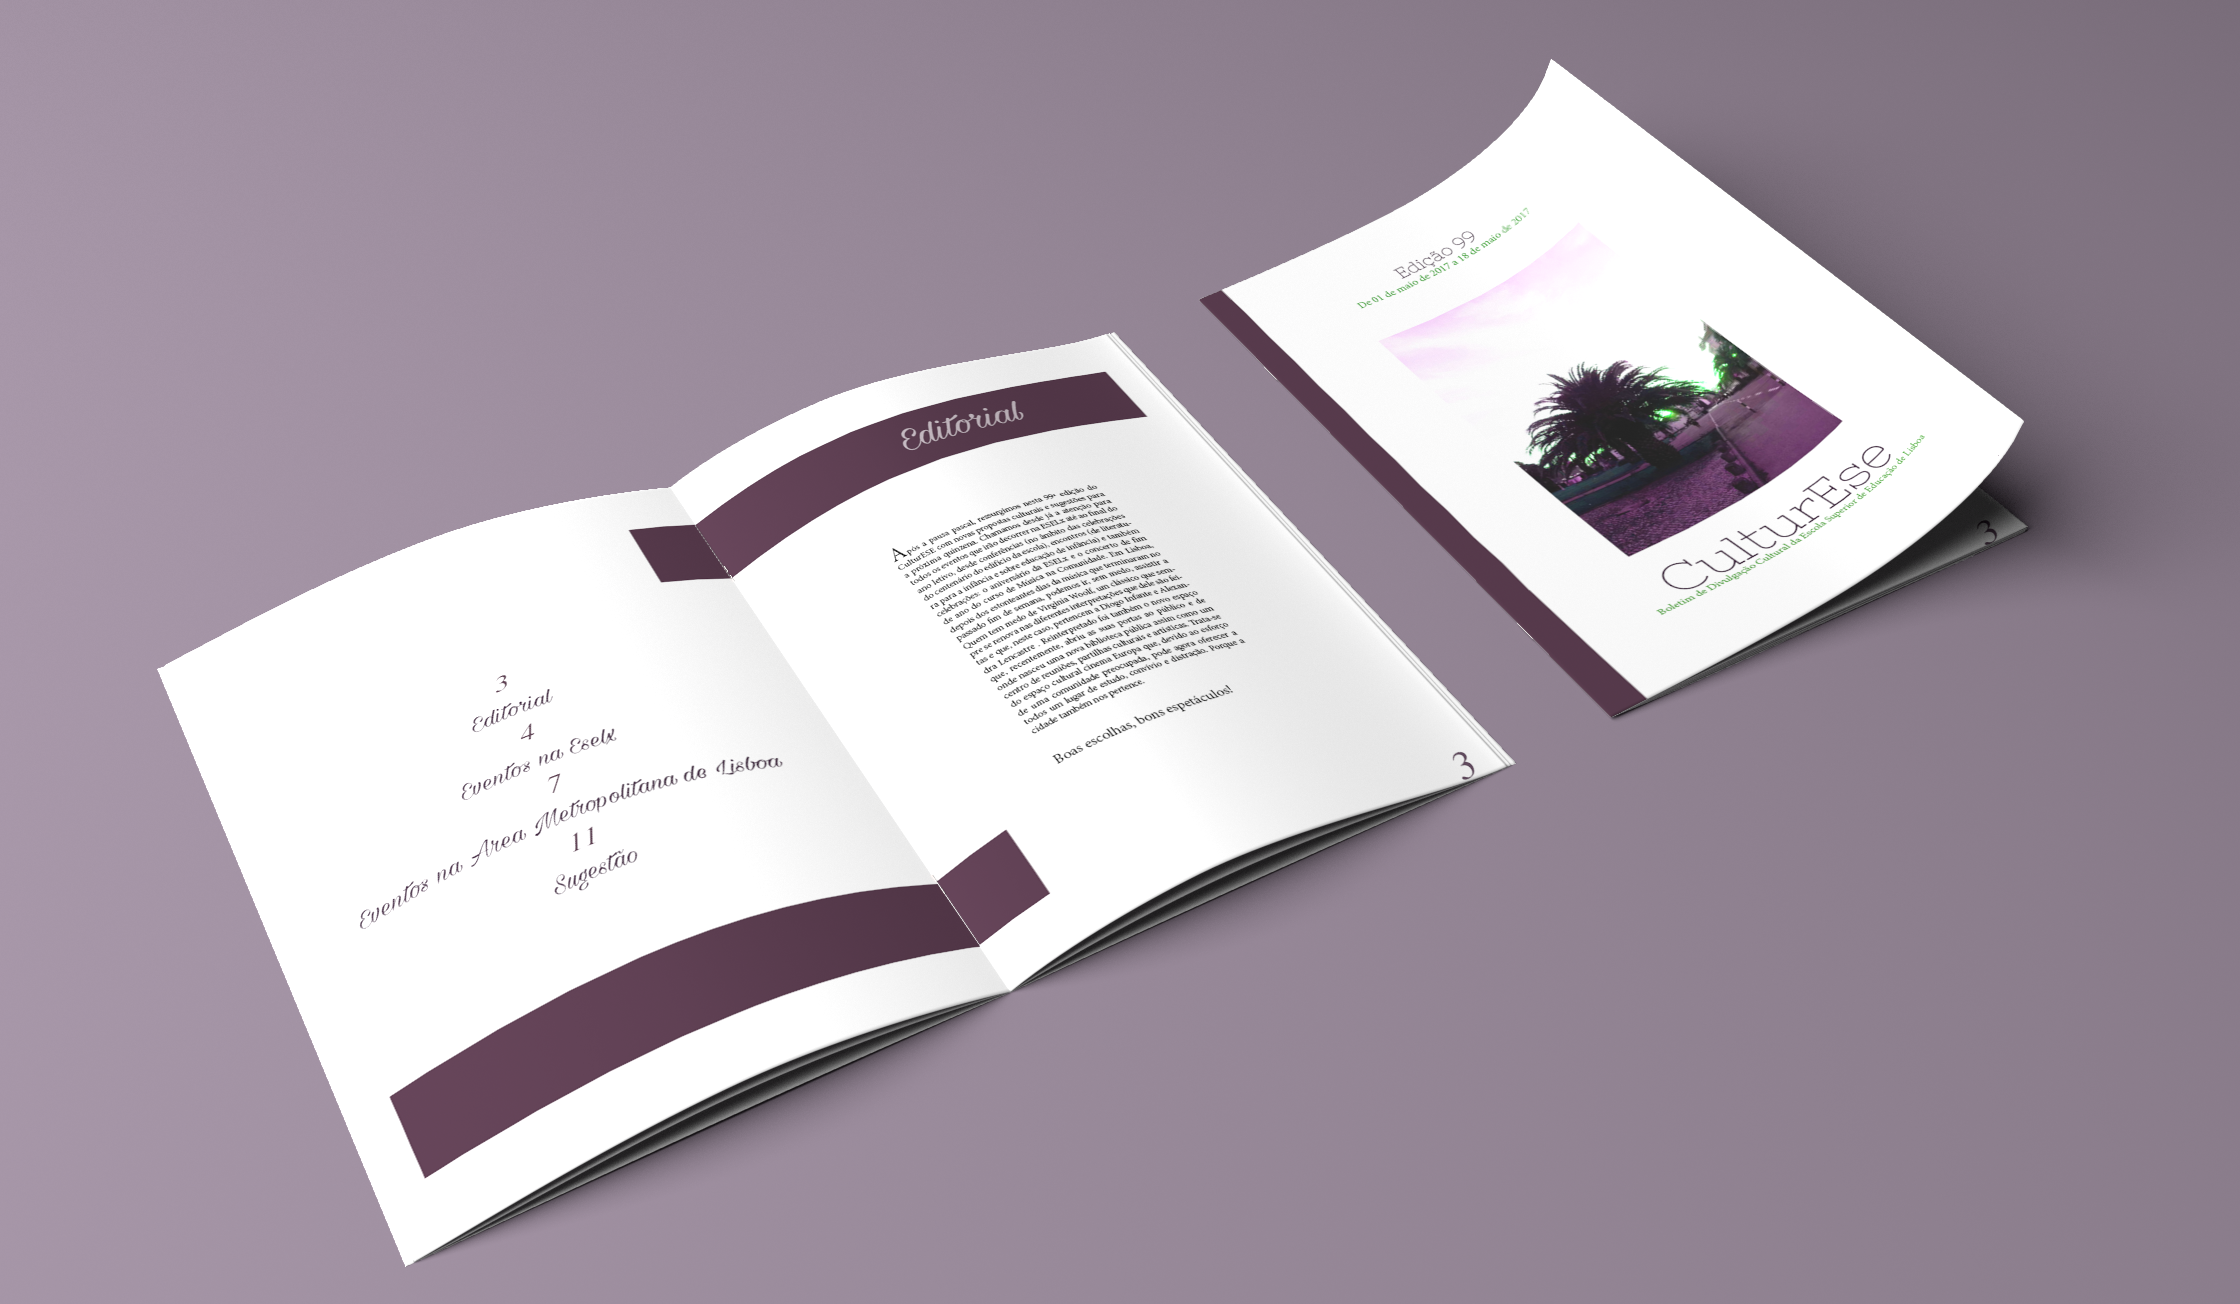 3
Editorial
4
Eventos na Eselx
7
Eventos na Área Metropolitana de Lisboa
11
Sugestão
Editorial
Após a pausa pascal, ressurgimos nesta 99ª edição do
CulturESE com novas propostas culturais e sugestões para
a próxima quinzena. Chamamos desde já a atenção para
todos os eventos que irão decorrer na ESELx até ao final do
ano letivo, desde conferências (no âmbito das celebrações
do centenário do edifício da escola), encontros (de literatu-
ra para a infância e sobre educação de infância) e também
celebrações: o aniversário da ESELx e o concerto de fim
de ano do curso de Música na Comunidade. Em Lisboa,
depois dos estonteantes dias da música que terminaram no
passado fim de semana, podemos ir, sem medo, assistir a
Quem tem medo de Virginia Woolf, um clássico que sem-
pre se renova nas diferentes interpretações que dele são fei-
tas e que, neste caso, pertencem a Diogo Infante e Alexan-
dra Lencastre . Reinterpretado foi também o novo espaço
que, recentemente, abriu as suas portas ao público e de
onde nasceu uma nova biblioteca pública assim como um
centro de reuniões, partilhas culturais e artísticas. Trata-se
do espaço cultural cinema Europa que, devido ao esforço
de uma comunidade preocupada, pode agora oferecer a
todos um lugar de estudo, convívio e distração. Porque a
cidade também nos pertence.
Boas escolhas, bons espetáculos!
3
Edição 99
De 01 de maio de 2017 a 18 de maio de 2017
CulturEse
Boletim de Divulgação Cultural da Escola Superior de Educação de Lisboa
3